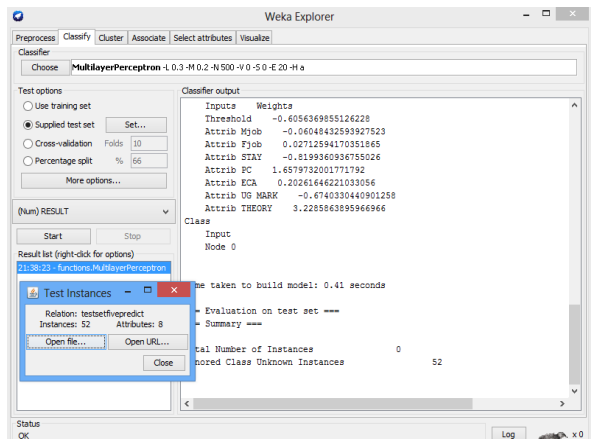 Weka Explorer
Preprocess Classify Cluster Associate Select attributes Visualize
Classifier
Choose MultilayerPerceptron -L 0.3 -M 0.2 -N 500 -V 0 -S 0 -E 20 -H a
Test options
Use training set
Supplied test set Set...
Cross-validation Folds 10
Percentage split % 66
More options...
(Num) RESULT
Start Stop
Result list (right-click for options)
21:38:23 - functions.MultilayerPerceptron
Test Instances
Relation: testsetfivepredict
Instances: 52 Attributes: 8
Open file... Open URL...
Close
Classifier output
Inputs Weights
Threshold -0.6056369855126228
Attrib Mjob -0.06048432593927523
Attrib Fjob 0.02712594170351865
Attrib STAY -0.8199360936755026
Attrib PC 1.6579732001771792
Attrib ECA 0.20261646221033056
Attrib UG MARK -0.6740330440901258
Attrib THEORY 3.2285863895966966
Class
Input
Node 0
me taken to build model: 0.41 seconds
= Evaluation on test set ===
= Summary ===
tal Number of Instances 0
nored Class Unknown Instances 52
Status
OK
Log x 0